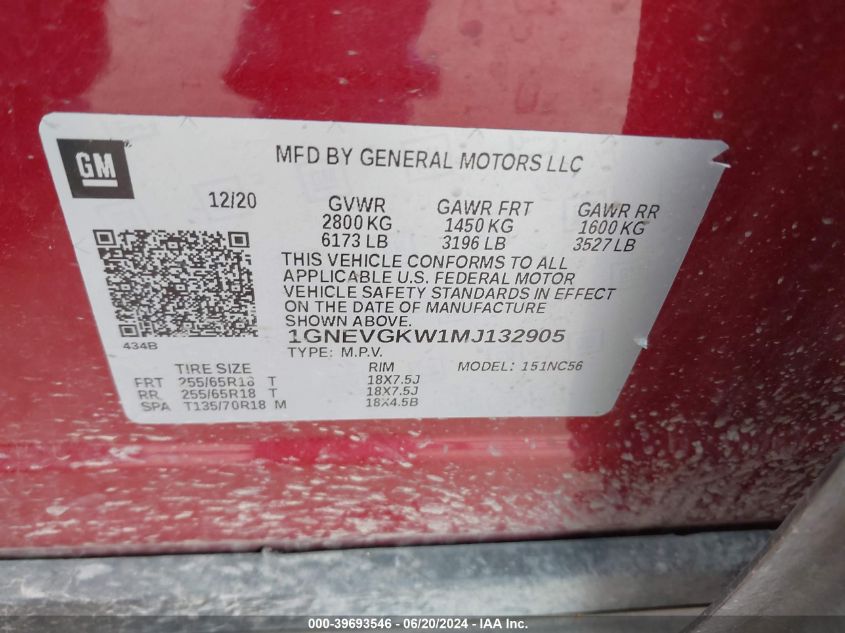 GM
MFD BY GENERAL MOTORS LLC
12/20 GVWR GAWR FRT GAWR RR
2800 KG 1450 KG 1600 KG
6173 LB 3196 LB 3527 LB
THIS VEHICLE CONFORMS TO ALL
APPLICABLE U.S. FEDERAL MOTOR
VEHICLE SAFETY STANDARDS IN EFFECT
ON THE DATE OF MANUFACTURE
SHOWN ABOVE.
434B
1GNEVGKW1MJ132905
TYPE: M.P.V.
TIRE SIZE RIM MODEL: 151NC56
FRT 255/65R18 T 18X7.5J
RR 255/65R18 T 18X7.5J
SPA T135/70R18 M 18X4.5B
000-39693546 / 06/20/2024 - IAA Inc.